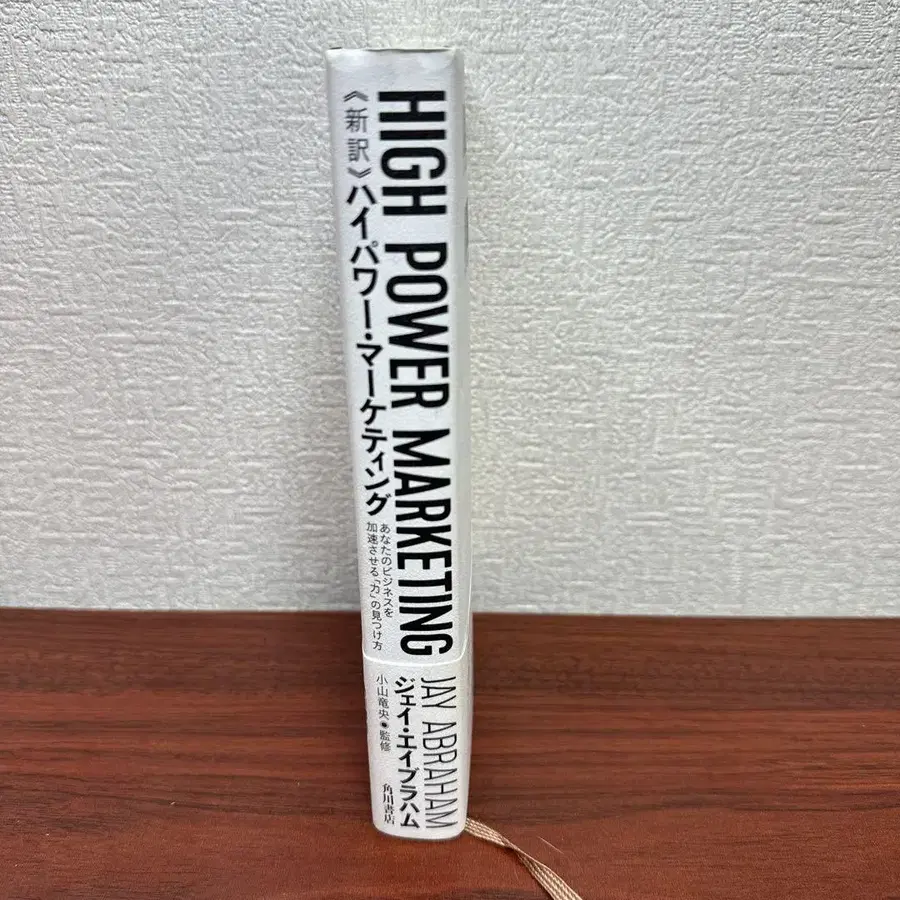 HIGH POWER MARKETING
《新訳》ハイパワー・マーケティング
あなたのビジネスを
加速させる「力」の見つけ方
JAY ABRAHAM
ジェイ・エイブラハム
小山竜央●監修
角川書店